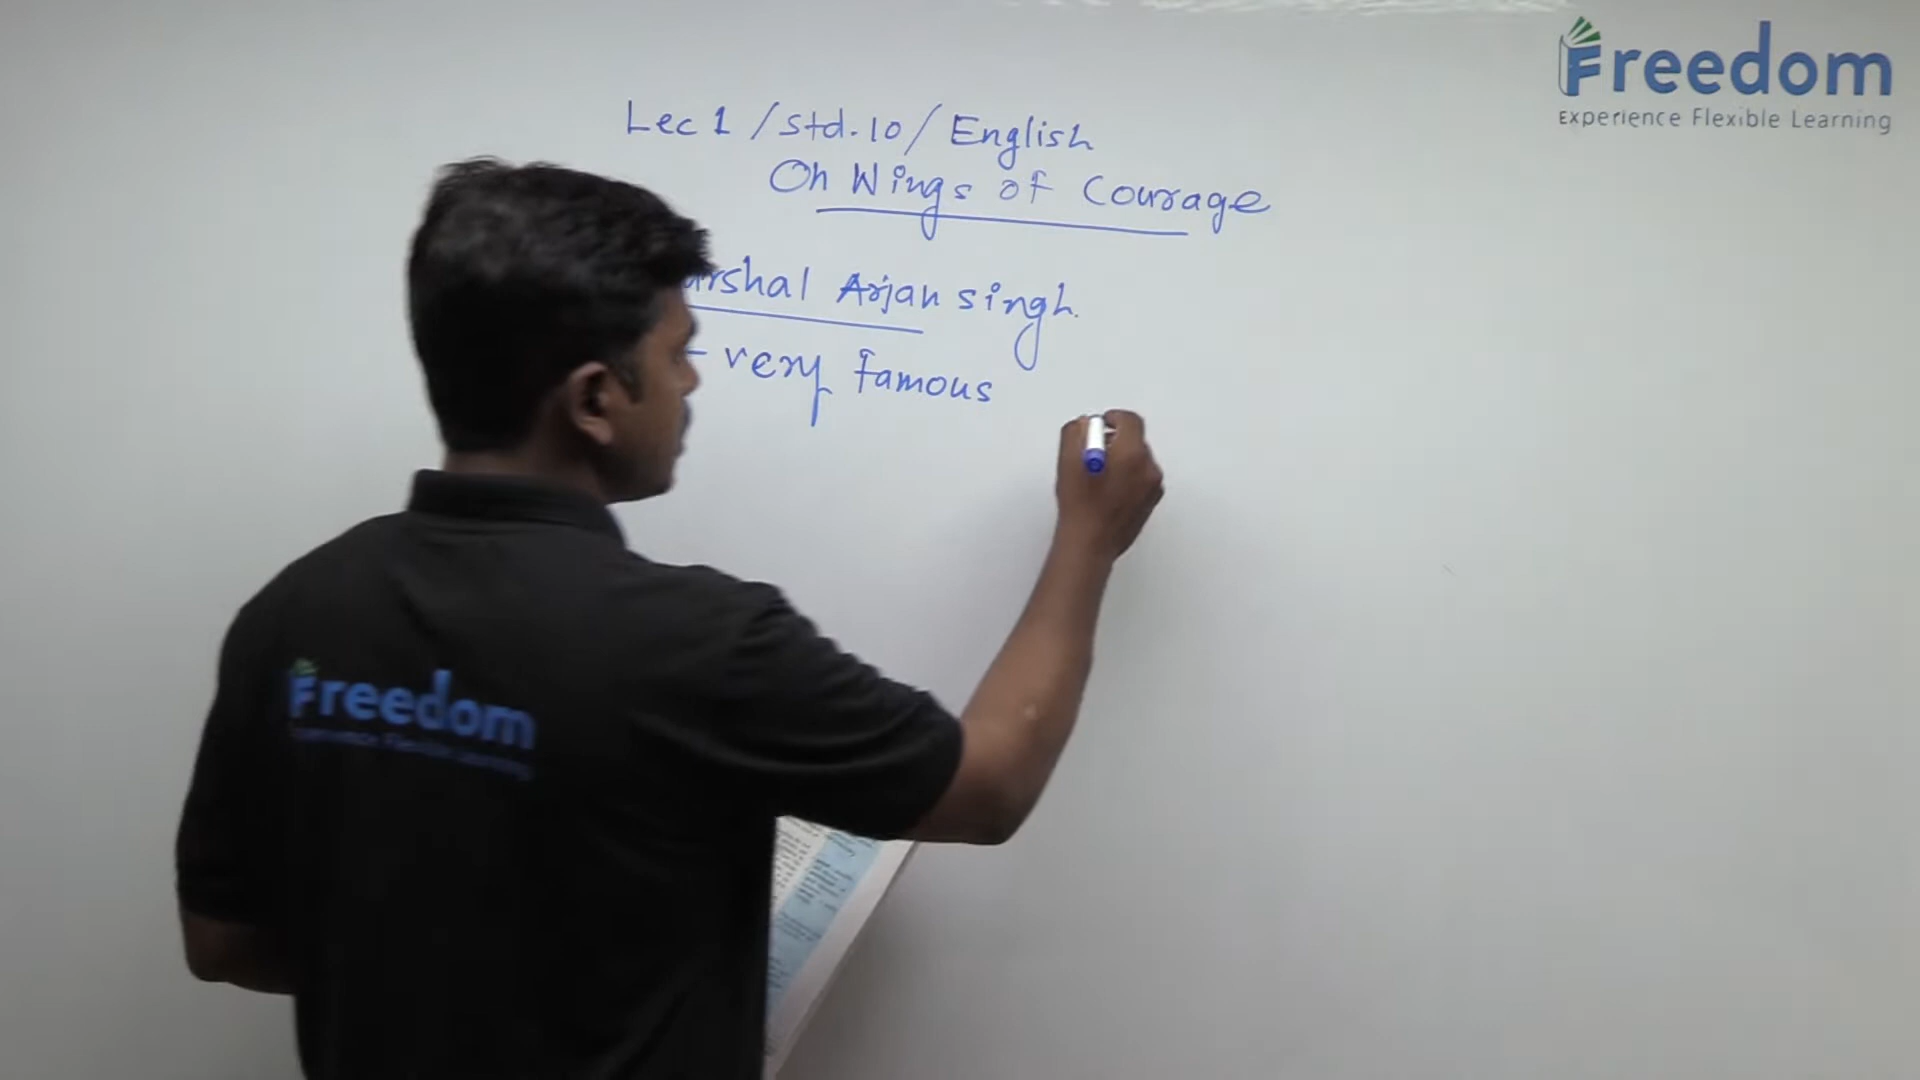 Freedom
Experience Flexible Learning
Lec 1 / Std. 10 / English
On Wings of Courage
arshal Arjan singh.
- very famous
Freedom